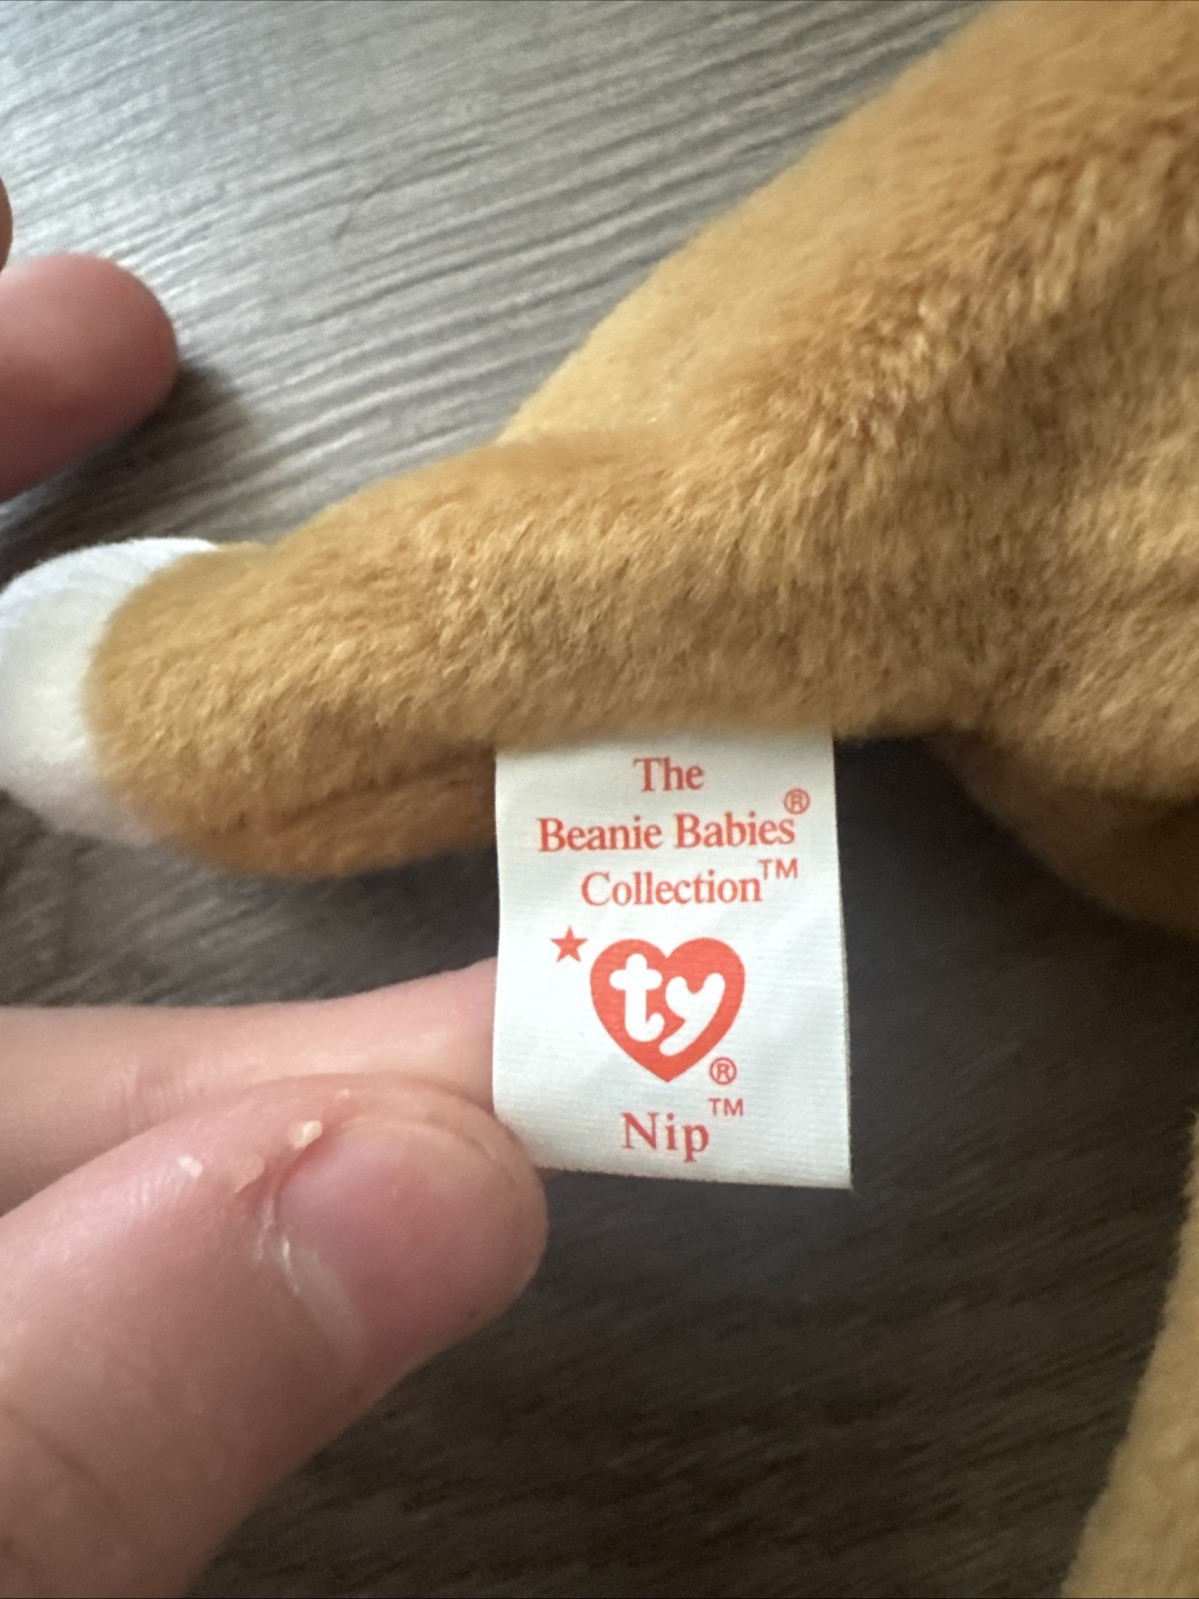 The
Beanie Babies®
Collection™
ty®
Nip™